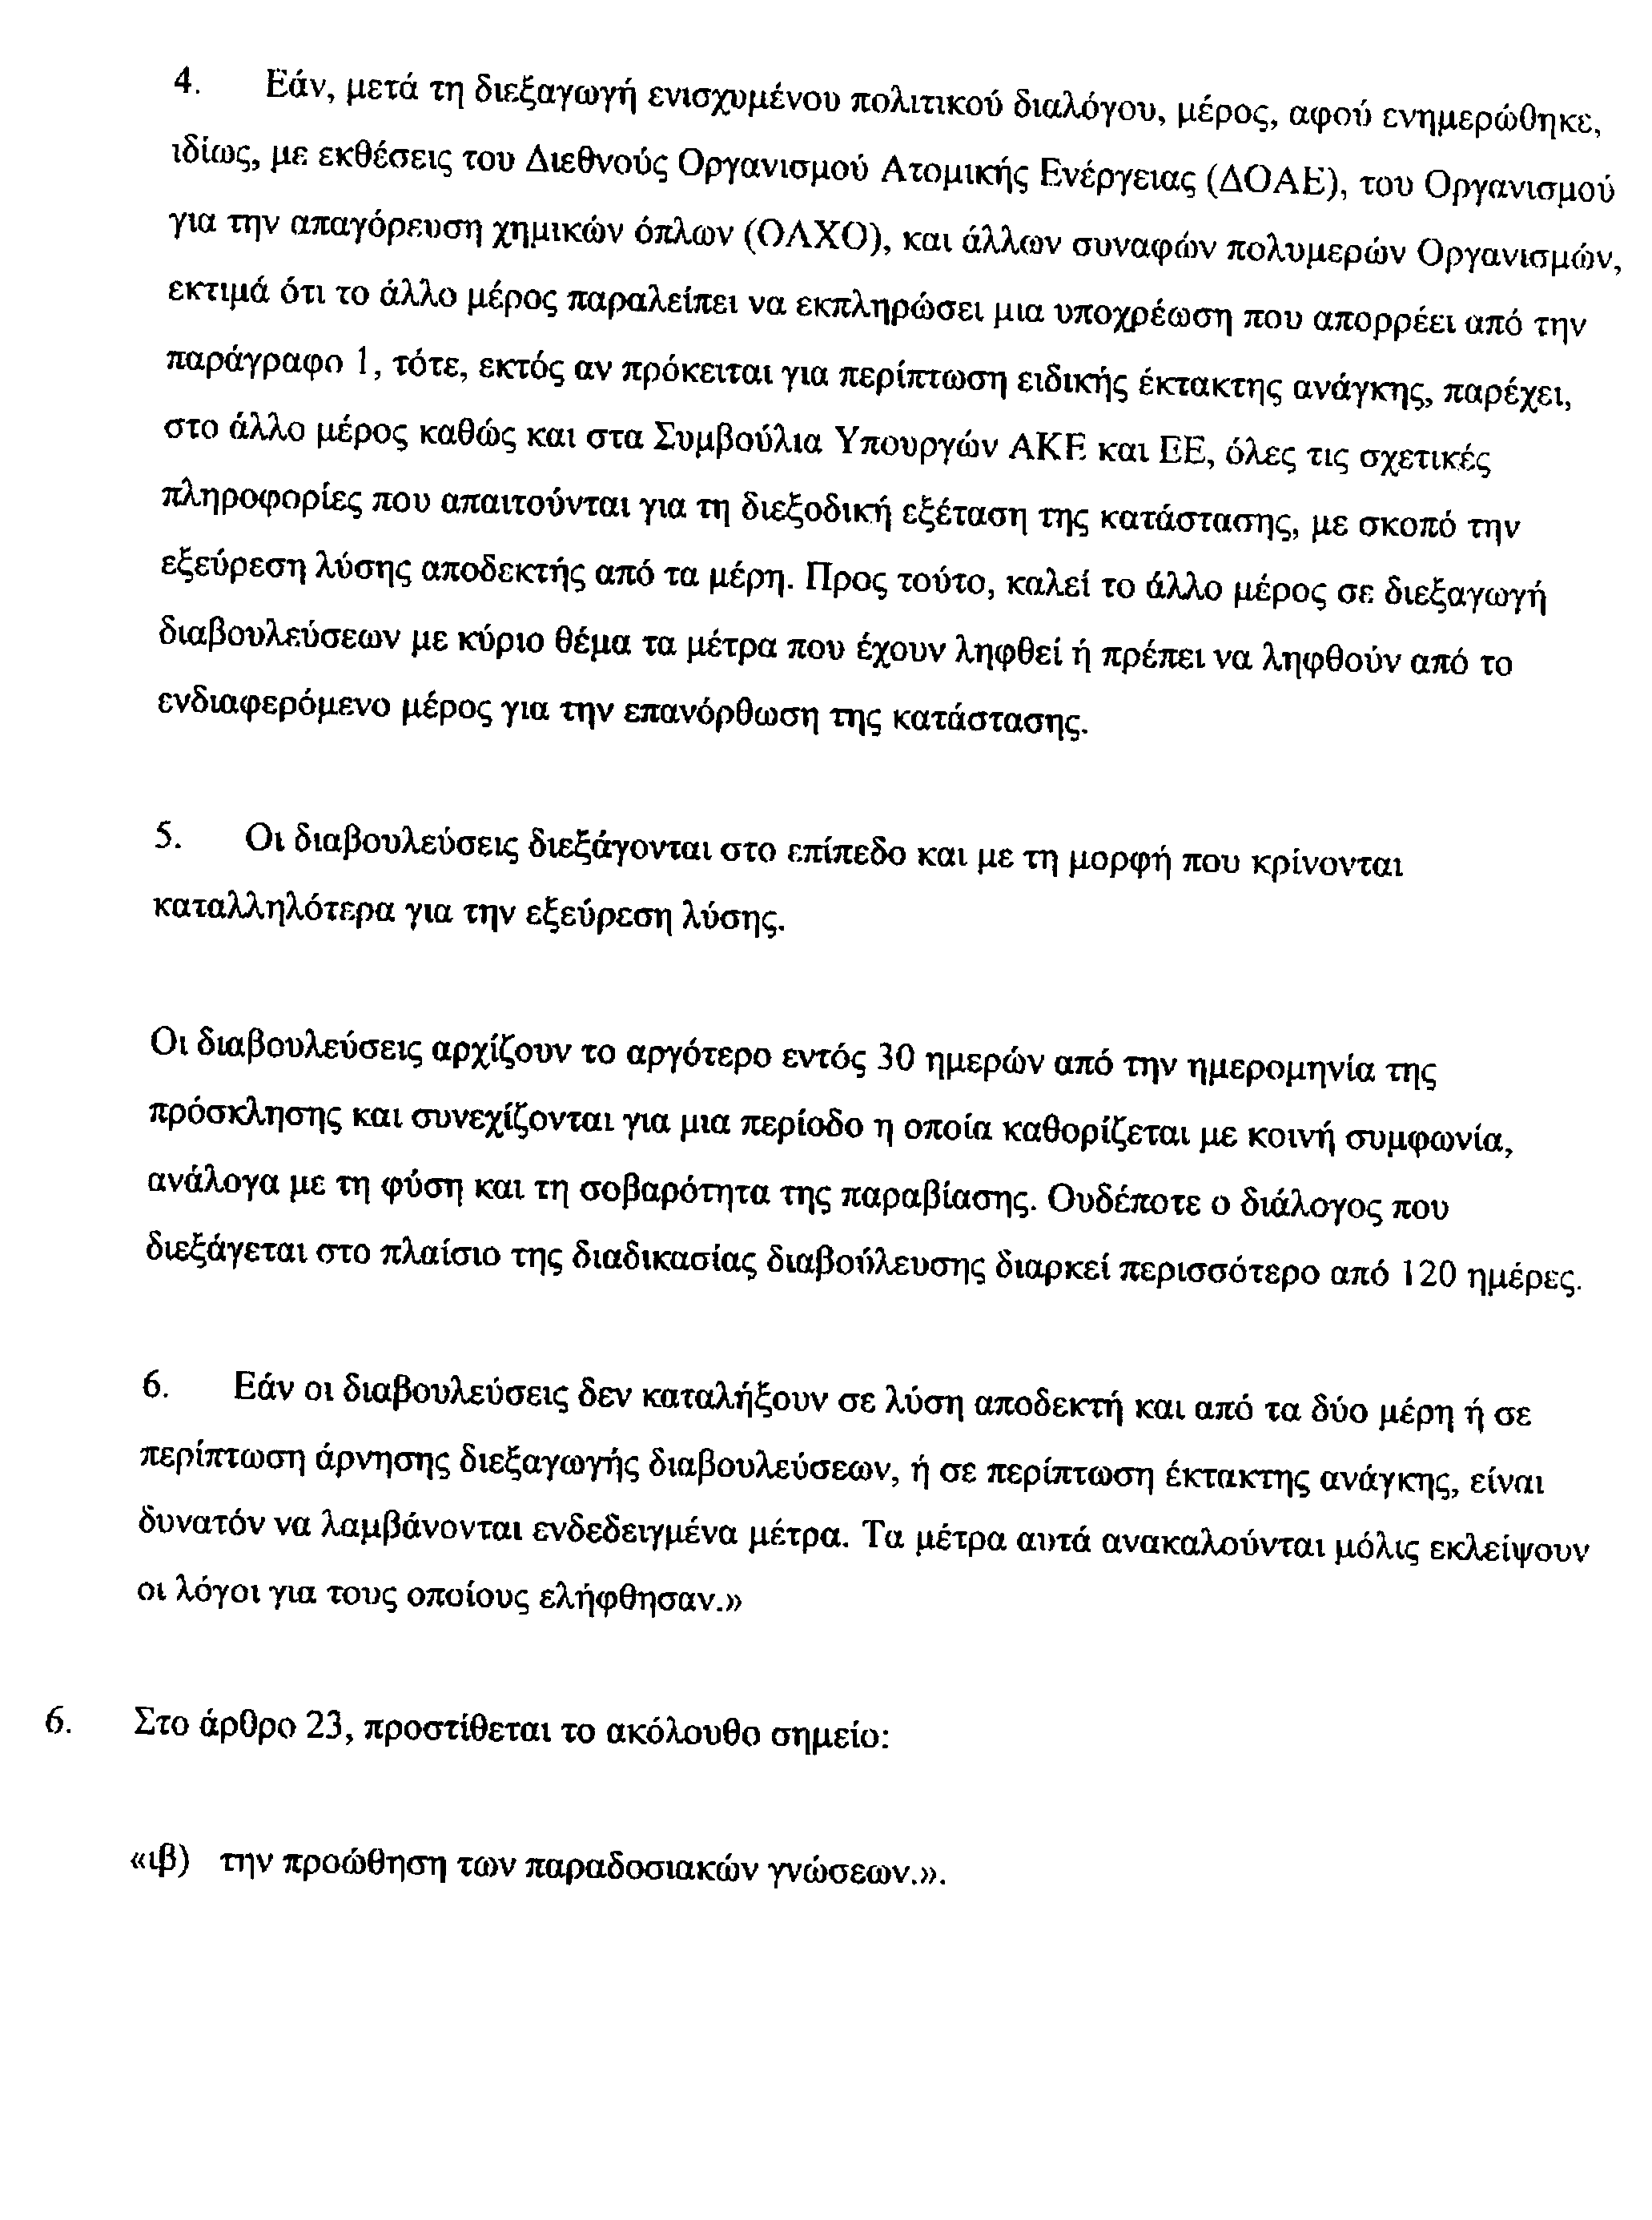 4. Εάν, μετά τη διεξαγωγή ενισχυμένου πολιτικού διαλόγου, μέρος, αφού ενημερώθηκε,
ιδίως, με εκθέσεις του Διεθνούς Οργανισμού Ατομικής Ενέργειας (ΔΟΑΕ), του Οργανισμού
για την απαγόρευση χημικών όπλων (ΟΑΧΟ), και άλλων συναφών πολυμερών Οργανισμών,
εκτιμά ότι το άλλο μέρος παραλείπει να εκπληρώσει μια υποχρέωση που απορρέει από την
παράγραφο 1, τότε, εκτός αν πρόκειται για περίπτωση ειδικής έκτακτης ανάγκης, παρέχει,
στο άλλο μέρος καθώς και στα Συμβούλια Υπουργών ΑΚΕ και ΕΕ, όλες τις σχετικές
πληροφορίες που απαιτούνται για τη διεξοδική εξέταση της κατάστασης, με σκοπό την
εξεύρεση λύσης αποδεκτής από τα μέρη. Προς τούτο, καλεί το άλλο μέρος σε διεξαγωγή
διαβουλεύσεων με κύριο θέμα τα μέτρα που έχουν ληφθεί ή πρέπει να ληφθούν από το
ενδιαφερόμενο μέρος για την επανόρθωση της κατάστασης.
5. Οι διαβουλεύσεις διεξάγονται στο επίπεδο και με τη μορφή που κρίνονται
καταλληλότερα για την εξεύρεση λύσης.
Οι διαβουλεύσεις αρχίζουν το αργότερο εντός 30 ημερών από την ημερομηνία της
πρόσκλησης και συνεχίζονται για μια περίοδο η οποία καθορίζεται με κοινή συμφωνία,
ανάλογα με τη φύση και τη σοβαρότητα της παραβίασης. Ουδέποτε ο διάλογος που
διεξάγεται στο πλαίσιο της διαδικασίας διαβούλευσης διαρκεί περισσότερο από 120 ημέρες.
6. Εάν οι διαβουλεύσεις δεν καταλήξουν σε λύση αποδεκτή και από τα δύο μέρη ή σε
περίπτωση άρνησης διεξαγωγής διαβουλεύσεων, ή σε περίπτωση έκτακτης ανάγκης, είναι
δυνατόν να λαμβάνονται ενδεδειγμένα μέτρα. Τα μέτρα αυτά ανακαλούνται μόλις εκλείψουν
οι λόγοι για τους οποίους ελήφθησαν.»
6. Στο άρθρο 23, προστίθεται το ακόλουθο σημείο:
«ιβ) την προώθηση των παραδοσιακών γνώσεων.».